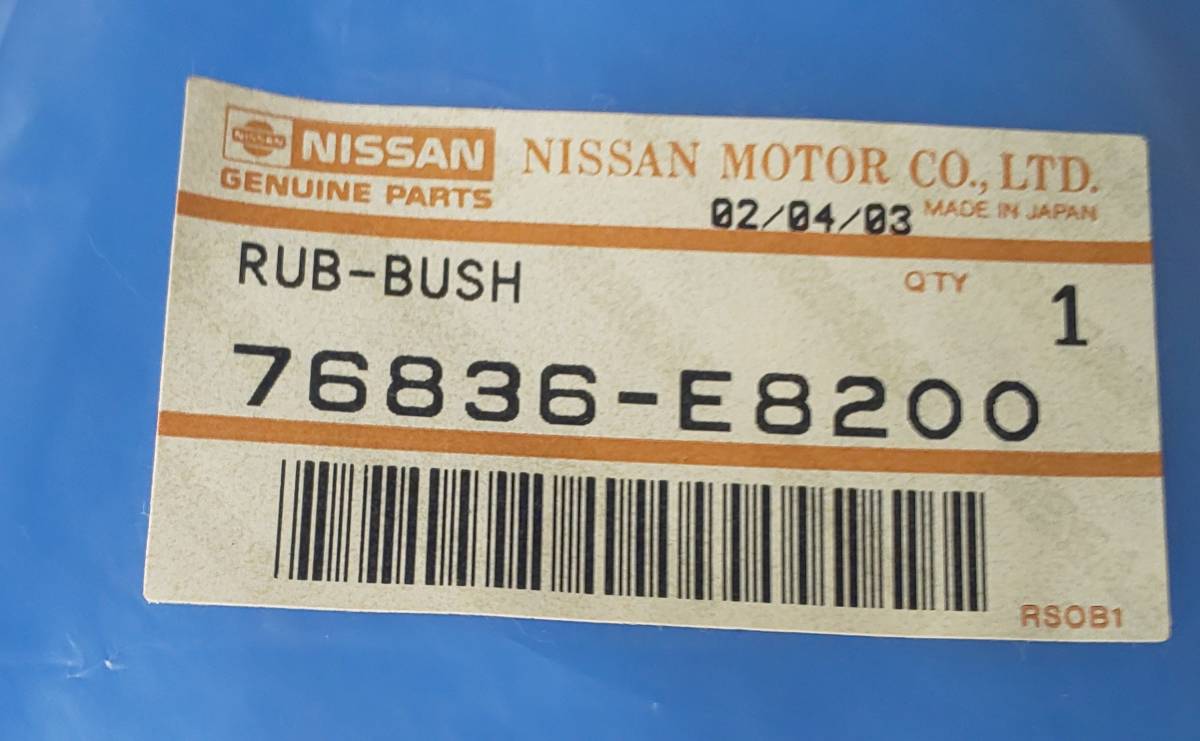 NISSAN NISSAN NISSAN MOTOR CO., LTD.
GENUINE PARTS 02/04/03 MADE IN JAPAN
RUB-BUSH QTY 1
76836-E8200
RSOB1